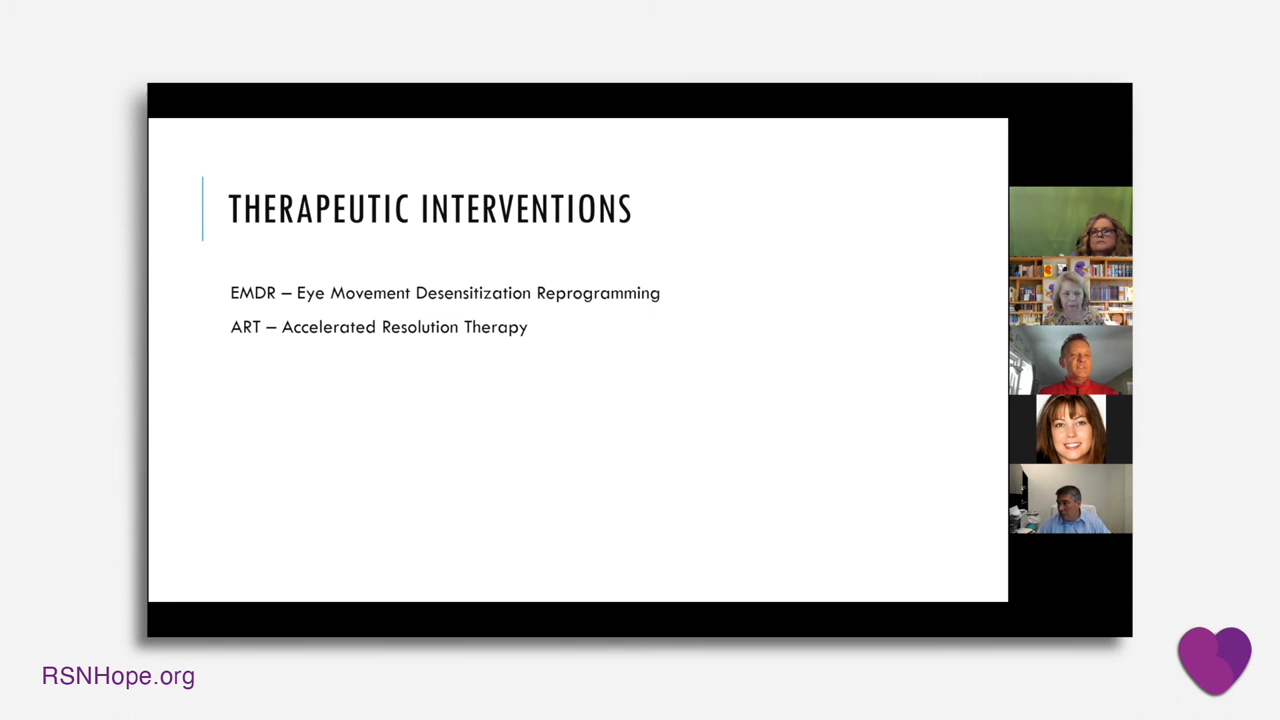 THERAPEUTIC INTERVENTIONS
EMDR – Eye Movement Desensitization Reprogramming
ART – Accelerated Resolution Therapy
RSNHope.org